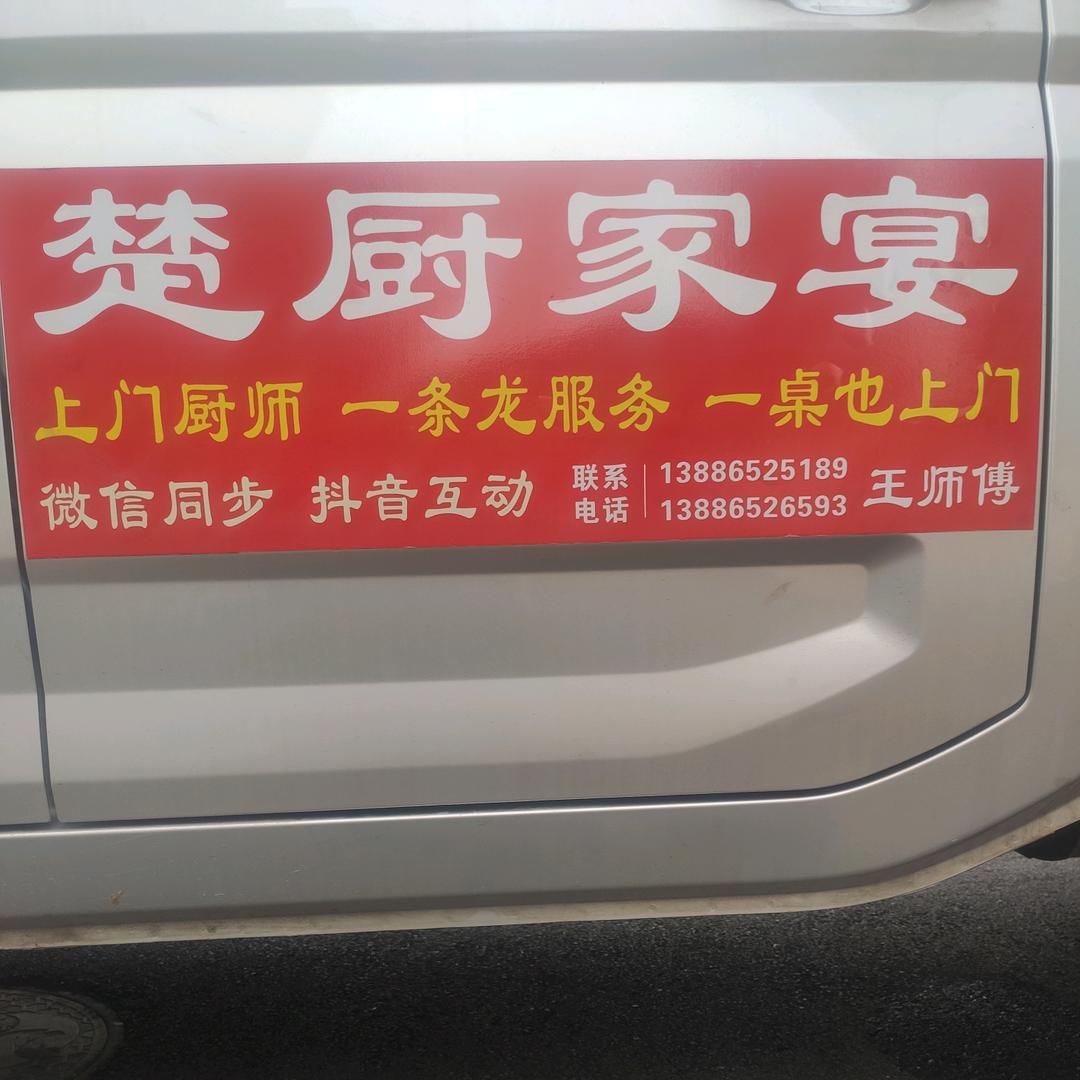 楚厨家宴
上门厨师 一条龙服务 一桌也上门
微信同步 抖音互动 联系电话 13886525189 13886526593 王师傅